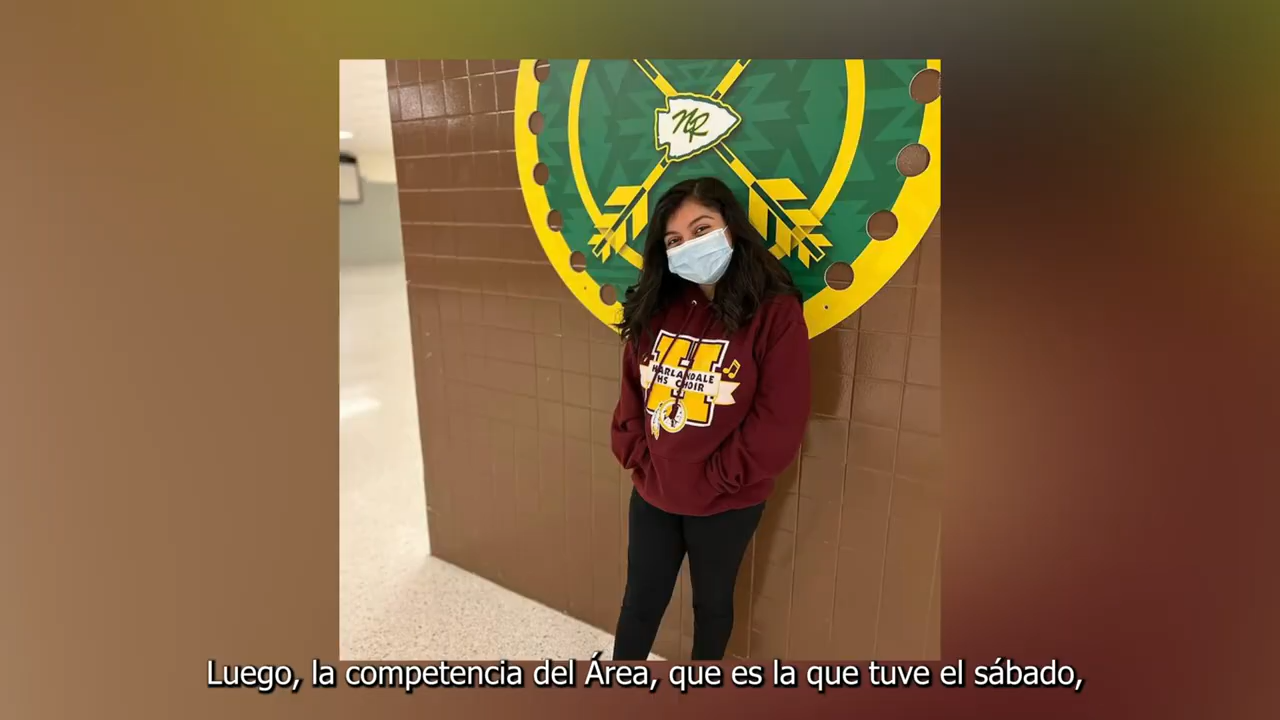 NR
HARLANDALE
HS CHOIR
Luego, la competencia del Área, que es la que tuve el sábado,